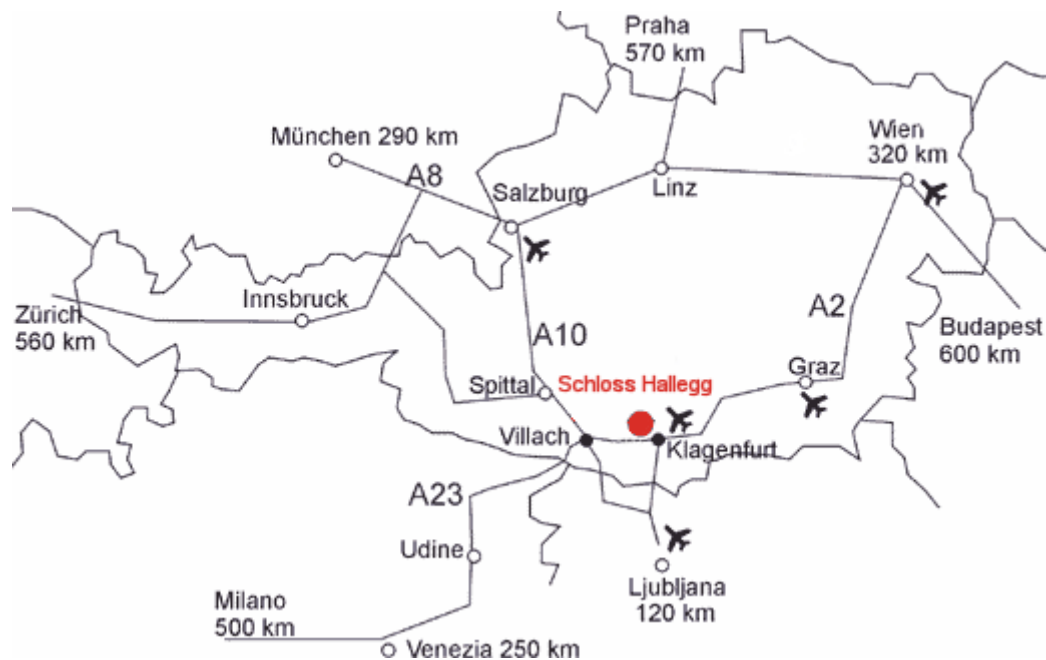 Praha
570 km
München 290 km
Wien
320 km
A8
Salzburg
Linz
Innsbruck
Zürich
560 km
A10
A2
Budapest
600 km
Graz
Spittal
Schloss Hallegg
Villach
Klagenfurt
A23
Udine
Ljubljana
120 km
Milano
500 km
Venezia 250 km